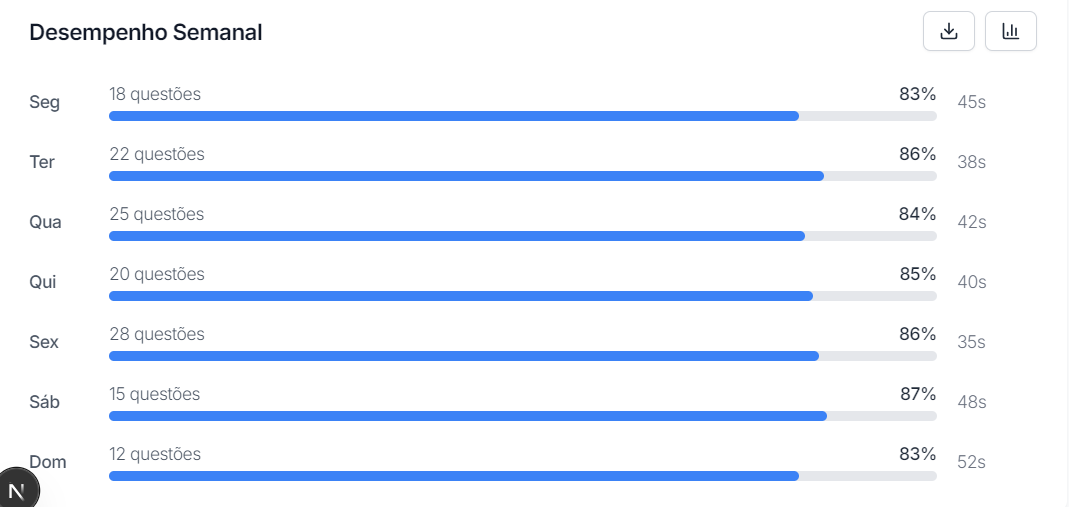 Desempenho Semanal
Seg
18 questões
83%
45s
Ter
22 questões
86%
38s
Qua
25 questões
84%
42s
Qui
20 questões
85%
40s
Sex
28 questões
86%
35s
Sáb
15 questões
87%
48s
Dom
12 questões
83%
52s
N